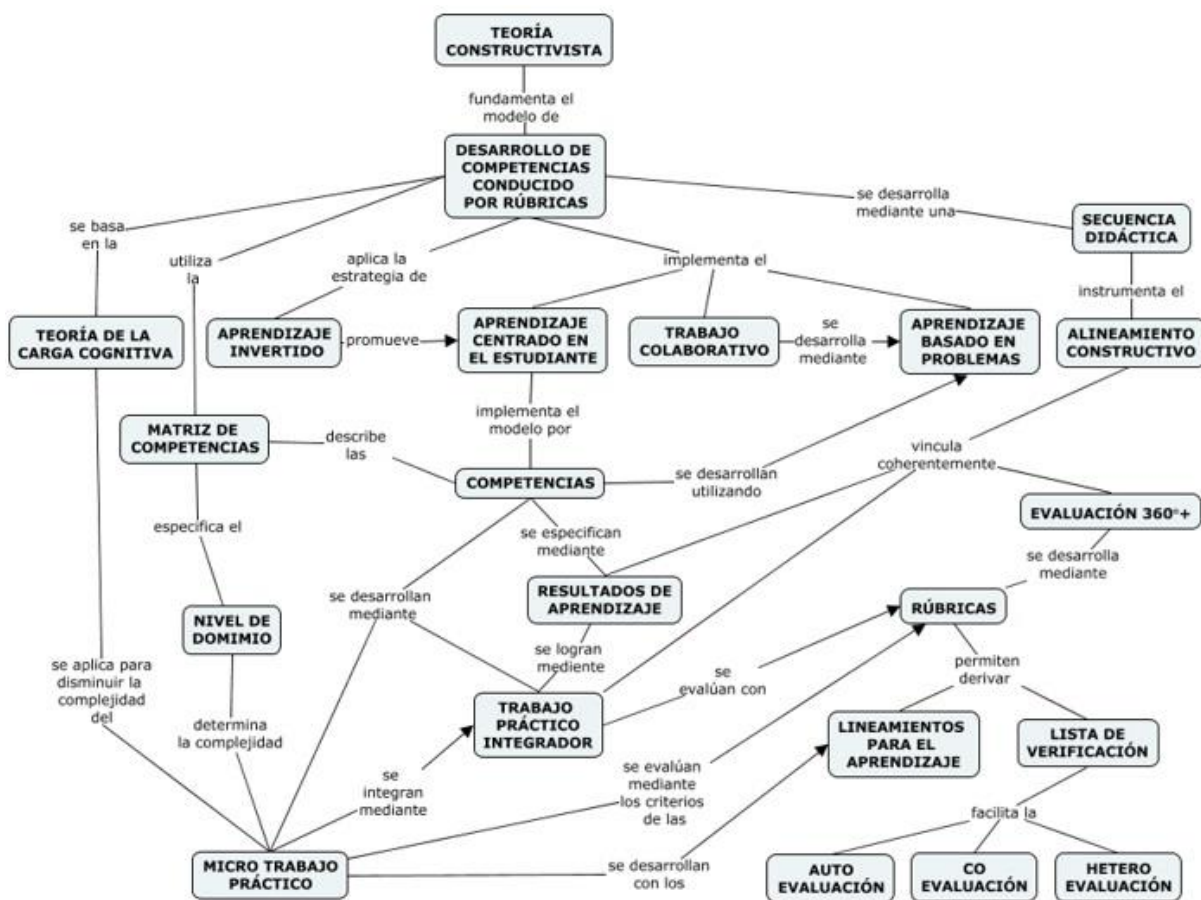 TEORÍA
CONSTRUCTIVISTA
fundamenta el
modelo de
DESARROLLO DE
COMPETENCIAS
CONDUCIDO
POR RÚBRICAS
se desarrolla
mediante una
SECUENCIA
DIDÁCTICA
se basa
en la
utiliza
la
aplica la
estrategia de
implementa el
instrumenta el
TEORÍA DE LA
CARGA COGNITIVA
APRENDIZAJE
INVERTIDO
promueve
APRENDIZAJE
CENTRADO EN
EL ESTUDIANTE
TRABAJO
COLABORATIVO
se
desarrolla
mediante
APRENDIZAJE
BASADO EN
PROBLEMAS
ALINEAMIENTO
CONSTRUCTIVO
implementa el
modelo por
MATRIZ DE
COMPETENCIAS
describe
las
COMPETENCIAS
se desarrollan
utilizando
vincula
coherentemente
EVALUACIÓN 360°+
especifica el
se especifican
mediante
se desarrolla
mediante
NIVEL DE
DOMIMIO
se desarrollan
mediante
RESULTADOS DE
APRENDIZAJE
RÚBRICAS
se logran
mediente
se aplica para
disminuir la
complejidad
del
determina
la complejidad
TRABAJO
PRÁCTICO
INTEGRADOR
se
evalúan con
permiten
derivar
LINEAMIENTOS
PARA EL
APRENDIZAJE
LISTA DE
VERIFICACIÓN
se
integran
mediante
se evalúan
mediante
los criterios
de las
facilita la
MICRO TRABAJO
PRÁCTICO
se desarrollan
con los
AUTO
EVALUACIÓN
CO
EVALUACIÓN
HETERO
EVALUACIÓN